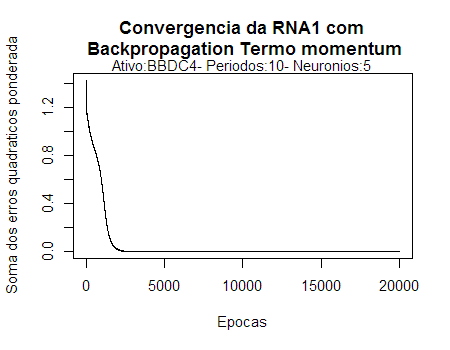 Convergencia da RNA1 com
Backpropagation Termo momentum
Ativo:BBDC4- Periodos:10- Neuronios:5
Soma dos erros quadraticos ponderada
1.2
0.8
0.4
0.0
0 5000 10000 15000 20000
Epocas